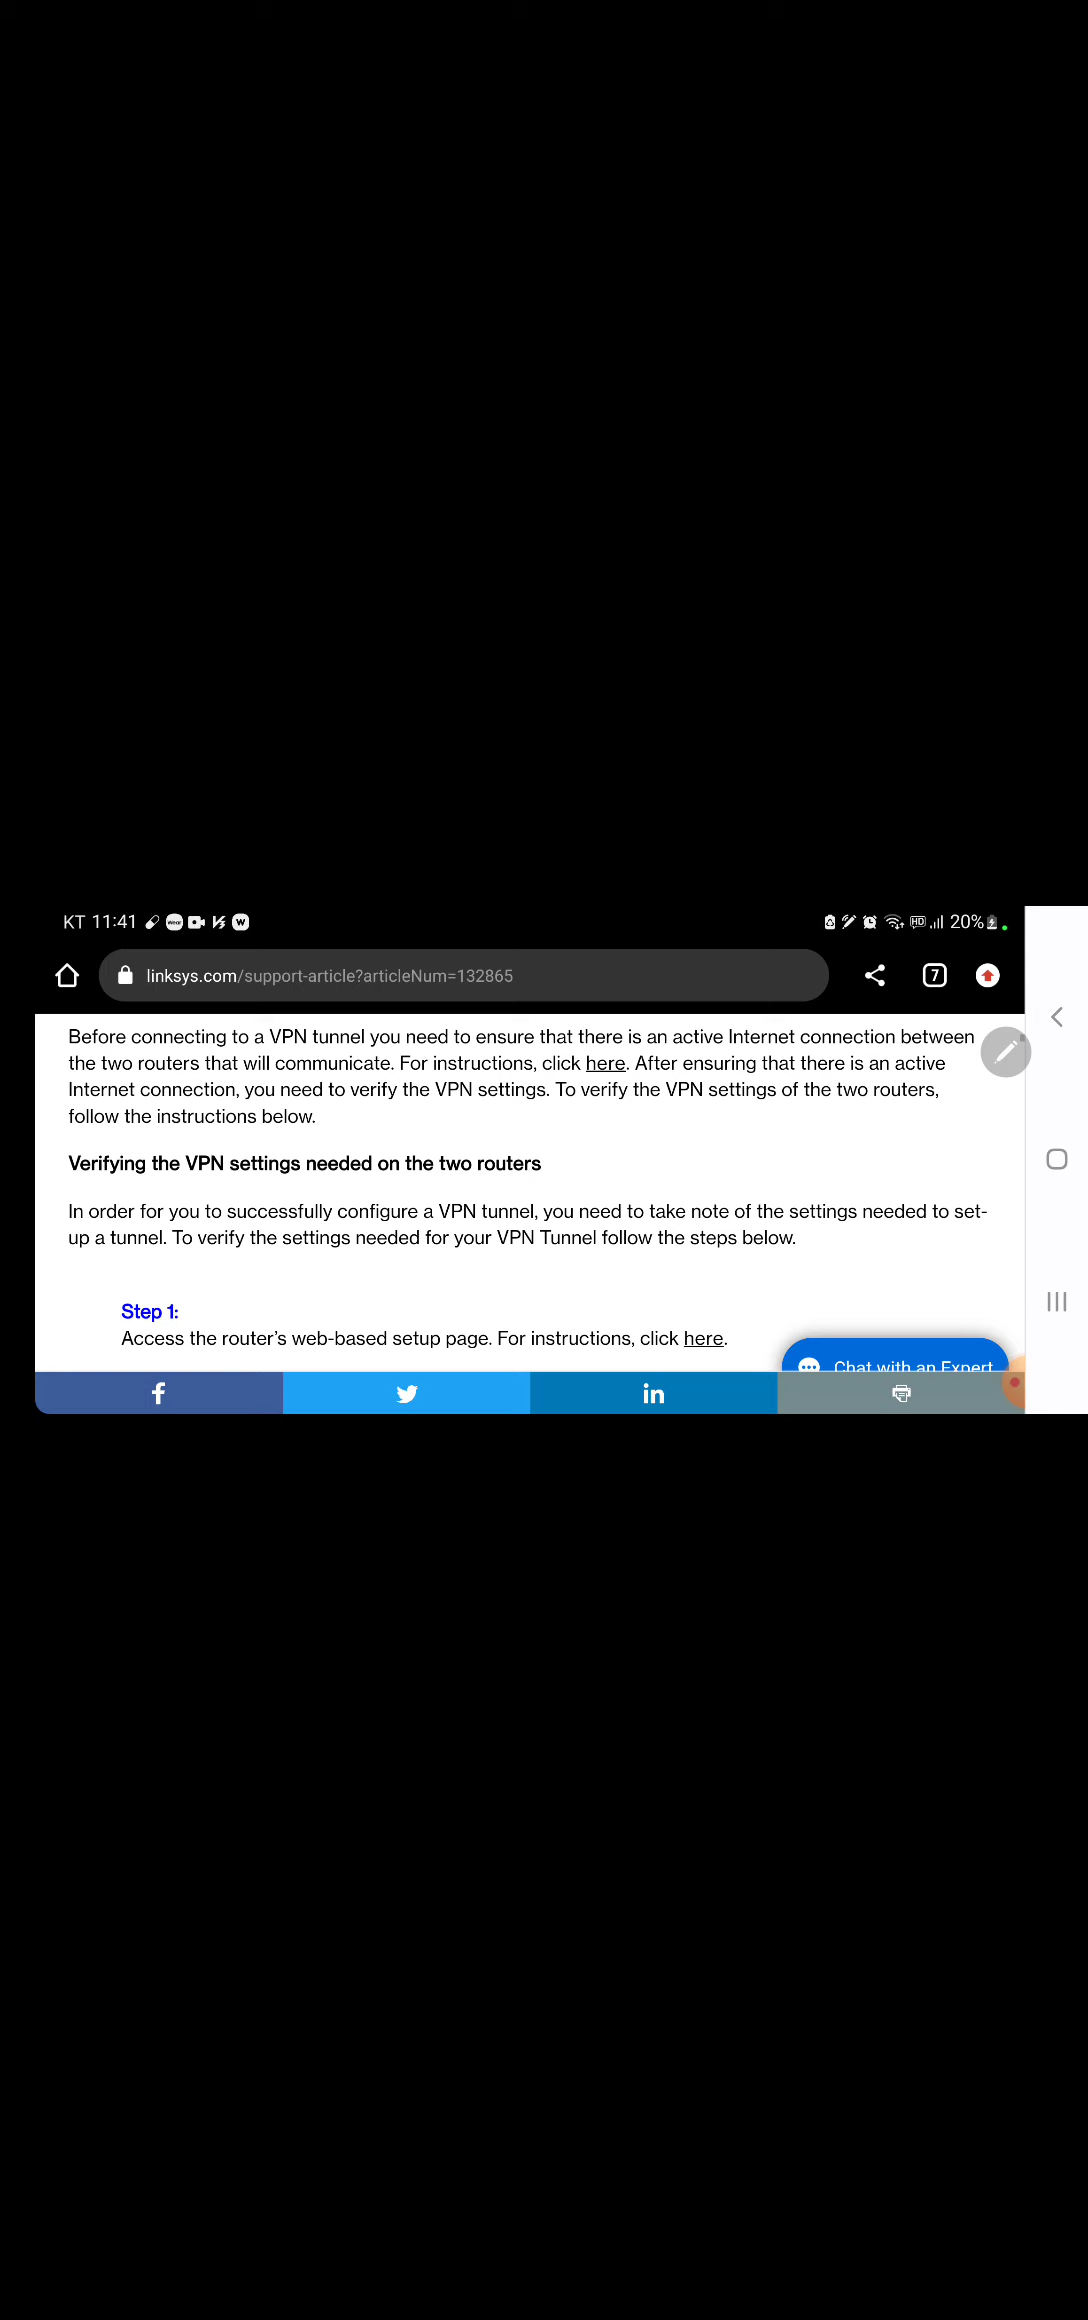 KT 11:41
HD 20%
linksys.com/support-article?articleNum=132865
7
Before connecting to a VPN tunnel you need to ensure that there is an active Internet connection between
the two routers that will communicate. For instructions, click here. After ensuring that there is an active
Internet connection, you need to verify the VPN settings. To verify the VPN settings of the two routers,
follow the instructions below.
Verifying the VPN settings needed on the two routers
In order for you to successfully configure a VPN tunnel, you need to take note of the settings needed to set-
up a tunnel. To verify the settings needed for your VPN Tunnel follow the steps below.
Step 1:
Access the router's web-based setup page. For instructions, click here.
Chat with an Expert